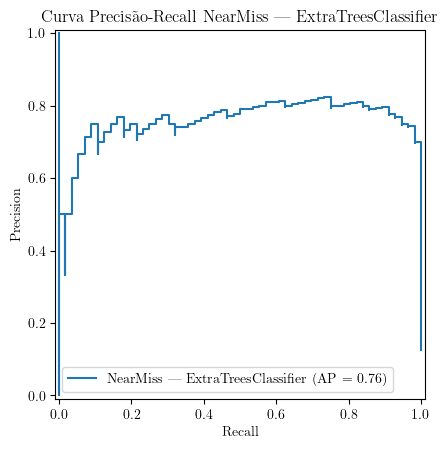 Curva Precisão-Recall NearMiss — ExtraTreesClassifier
1.0
0.8
0.6
0.4
0.2
0.0
Precision
NearMiss — ExtraTreesClassifier (AP = 0.76)
0.0 0.2 0.4 0.6 0.8 1.0
Recall